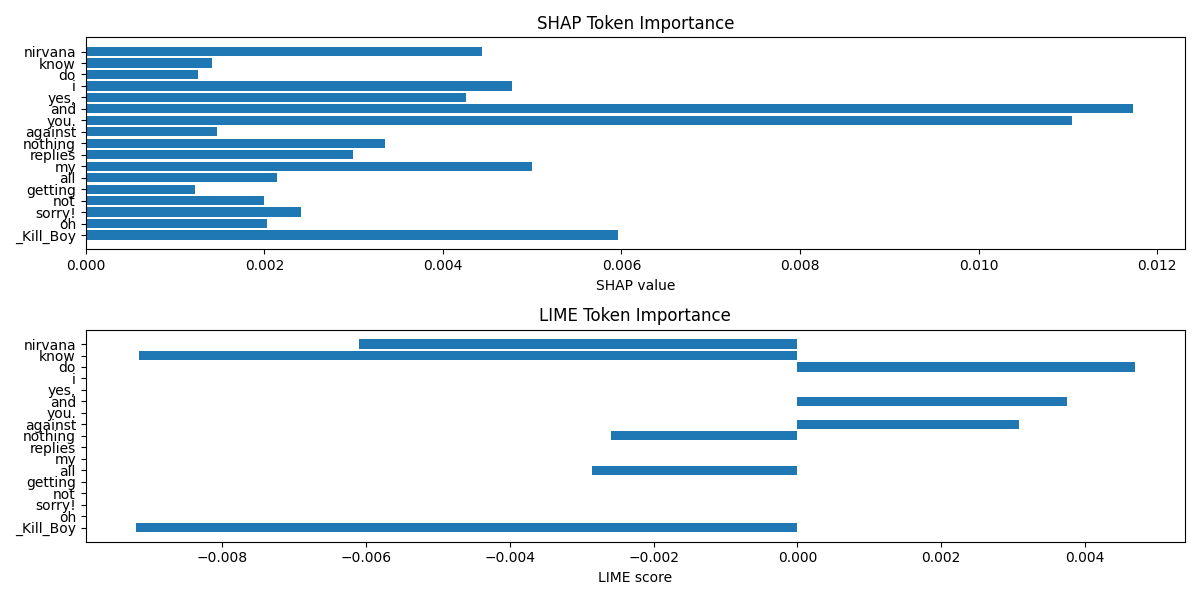 SHAP Token Importance
nirvana
know
do
i
yes,
and
you.
against
nothing
replies
my
all
getting
not
sorry!
oh
_Kill_Boy
0.000 0.002 0.004 0.006 0.008 0.010 0.012
SHAP value
LIME Token Importance
nirvana
know
do
i
yes,
and
you.
against
nothing
replies
my
all
getting
not
sorry!
oh
_Kill_Boy
−0.008 −0.006 −0.004 −0.002 0.000 0.002 0.004
LIME score